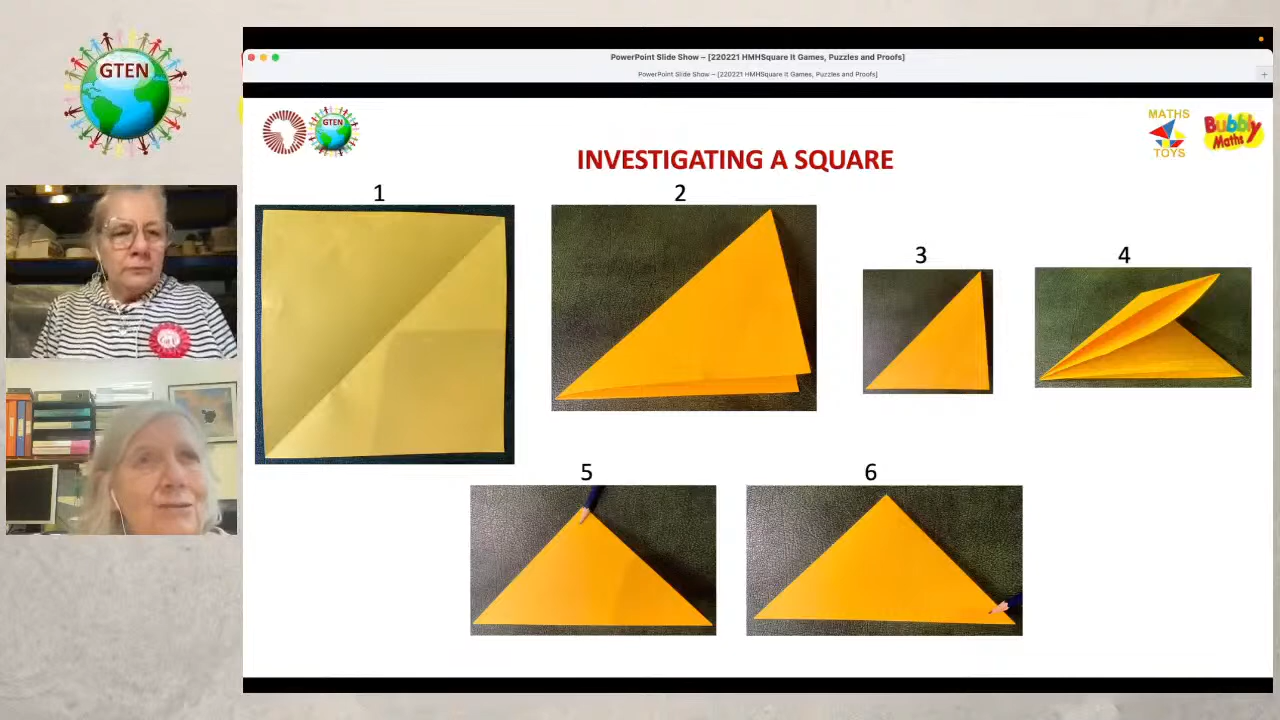 GTEN
PowerPoint Slide Show – [220221 HMHSquare It Games, Puzzles and Proofs]
PowerPoint Slide Show – [220221 HMHSquare It Games, Puzzles and Proofs]
GTEN
MATHS
TOYS
Bubbly
Maths
INVESTIGATING A SQUARE
1
2
3
4
5
6